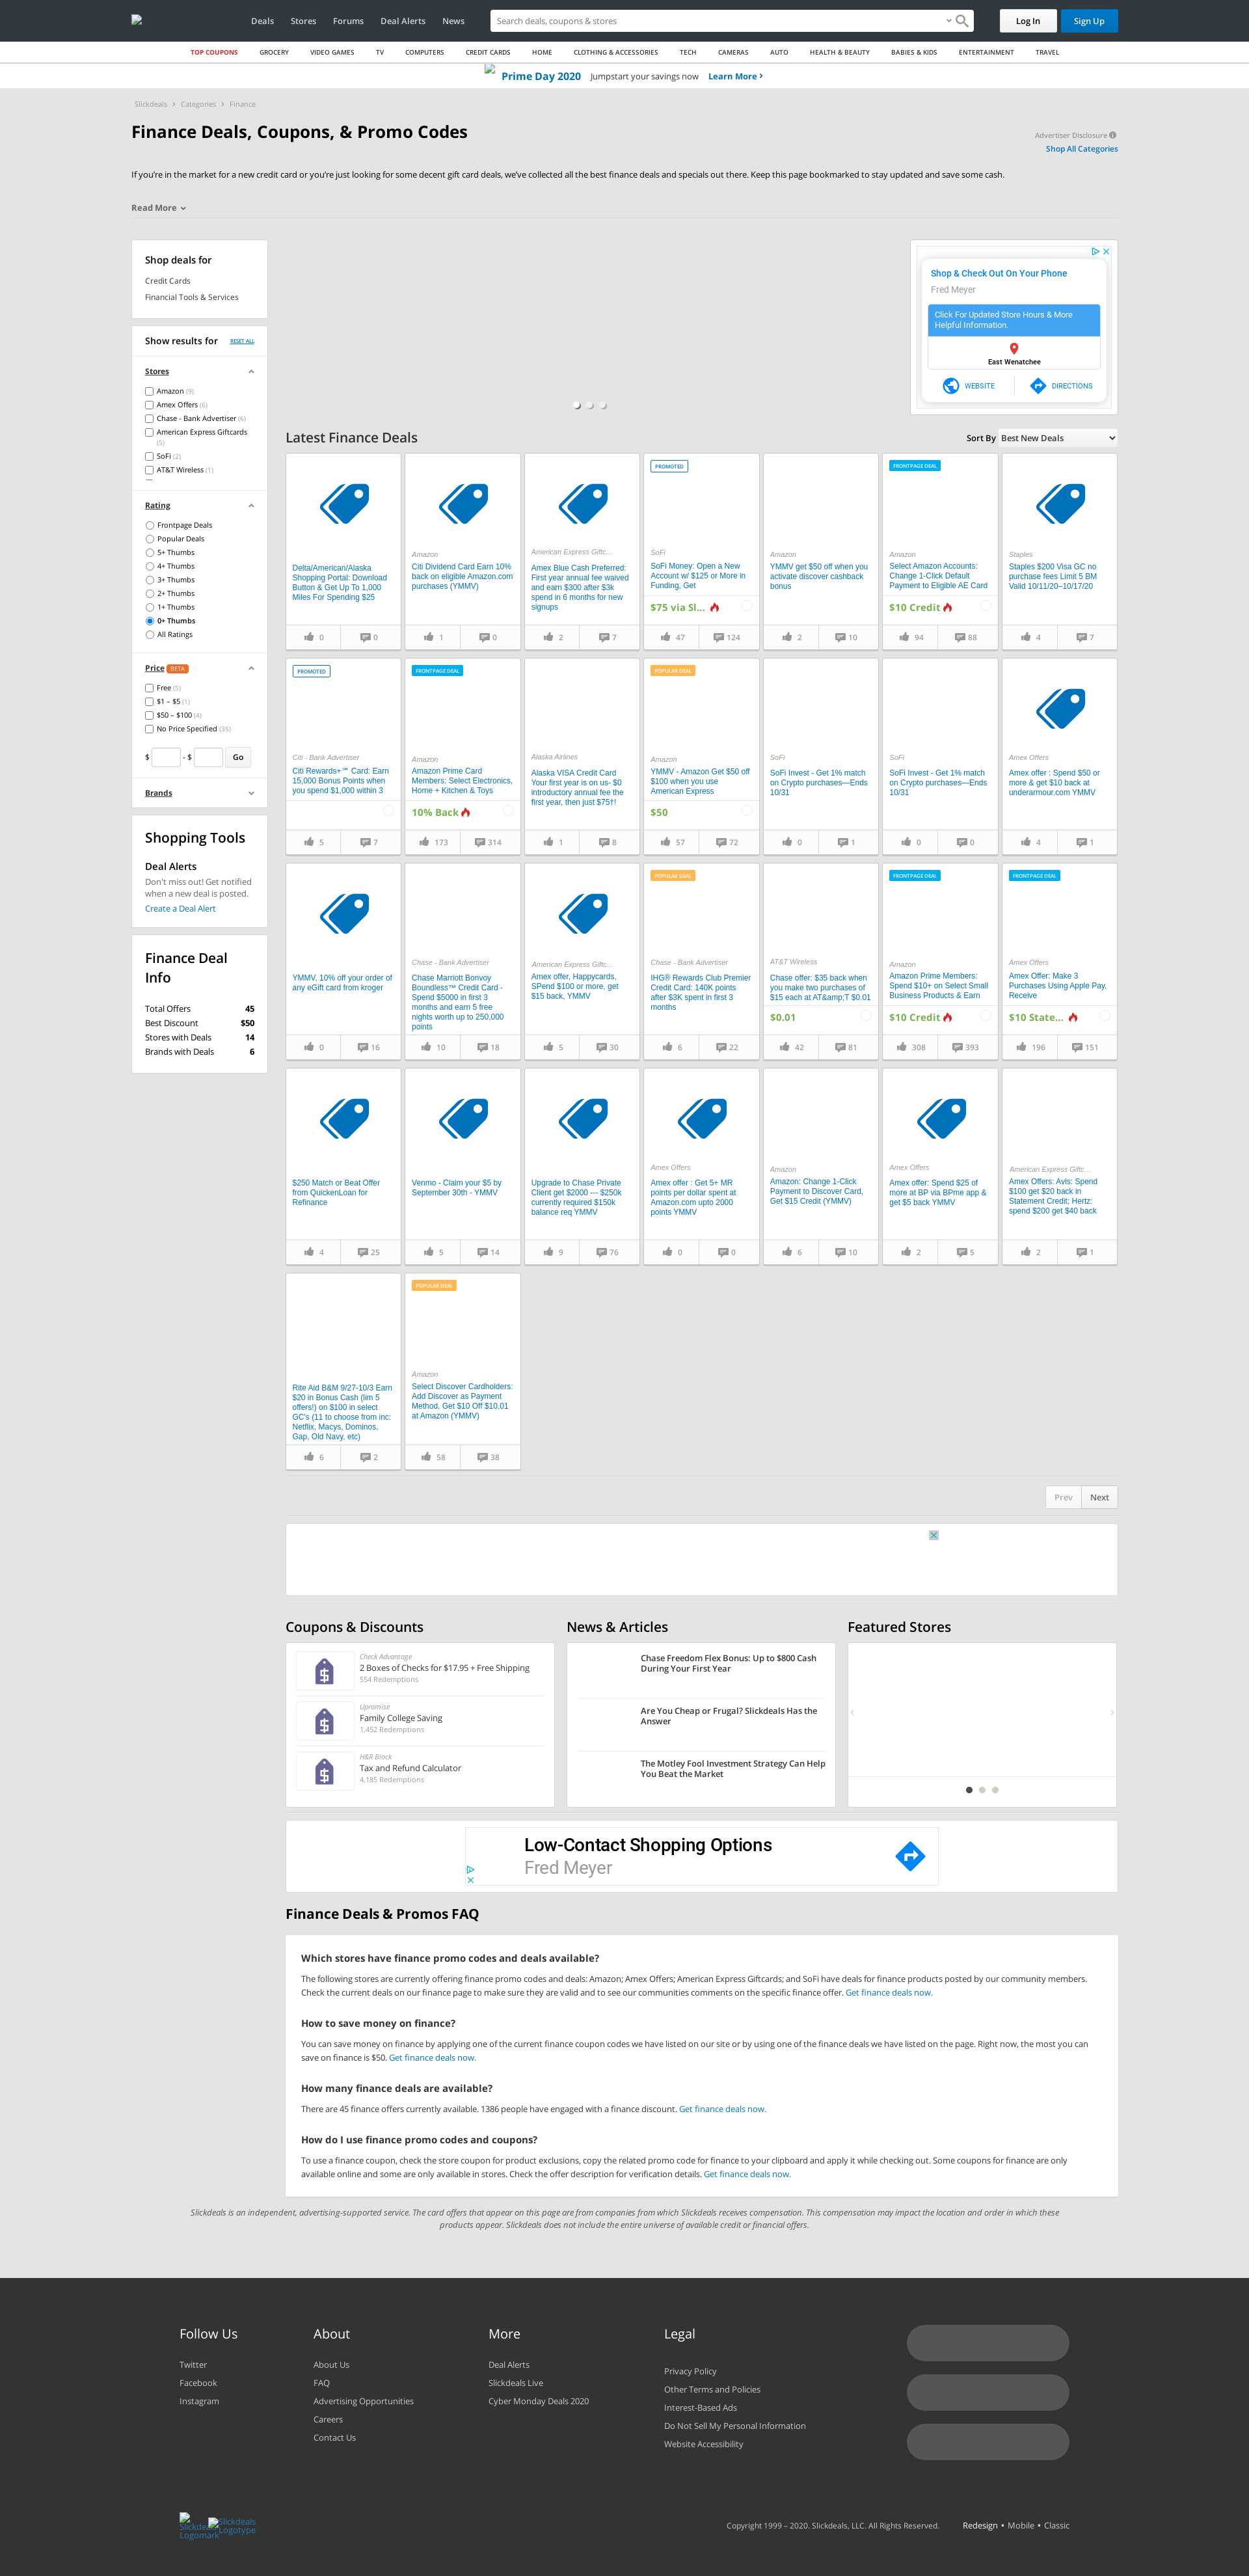 Deals Stores Forums Deal Alerts News Search deals, coupons & stores Log In Sign Up
TOP COUPONS GROCERY VIDEO GAMES TV COMPUTERS CREDIT CARDS HOME CLOTHING & ACCESSORIES TECH CAMERAS AUTO HEALTH & BEAUTY BABIES & KIDS ENTERTAINMENT TRAVEL
Prime Day 2020 Jumpstart your savings now Learn More
Slickdeals Categories Finance
Finance Deals, Coupons, & Promo Codes
Advertiser Disclosure
Shop All Categories
If you're in the market for a new credit card or you're just looking for some decent gift card deals, we've collected all the best finance deals and specials out there. Keep this page bookmarked to stay updated and save some cash.
Read More
Shop deals for
Credit Cards
Financial Tools & Services
Show results for RESET ALL
Stores
Amazon (9)
Amex Offers (6)
Chase - Bank Advertiser (6)
American Express Giftcards
(5)
SoFi (2)
AT&T Wireless (1)
Rating
Frontpage Deals
Popular Deals
5+ Thumbs
4+ Thumbs
3+ Thumbs
2+ Thumbs
1+ Thumbs
0+ Thumbs
All Ratings
Price BETA
Free (5)
$1 – $5 (1)
$50 – $100 (4)
No Price Specified (35)
$ - $ Go
Brands
Shopping Tools
Deal Alerts
Don't miss out! Get notified
when a new deal is posted.
Create a Deal Alert
Finance Deal
Info
Total Offers 45
Best Discount $50
Stores with Deals 14
Brands with Deals 6
Shop & Check Out On Your Phone
Fred Meyer
Click For Updated Store Hours & More
Helpful Information.
East Wenatchee
WEBSITE DIRECTIONS
Latest Finance Deals
Sort By Best New Deals
Delta/American/Alaska
Shopping Portal: Download
Button & Get Up To 1,000
Miles For Spending $25
0 0
Amazon
Citi Dividend Card Earn 10%
back on eligible Amazon.com
purchases (YMMV)
1 0
American Express Giftc...
Amex Blue Cash Preferred:
First year annual fee waived
and earn $300 after $3k
spend in 6 months for new
signups
2 7
PROMOTED
SoFi
SoFi Money: Open a New
Account w/ $125 or More in
Funding, Get
$75 via Sl...
47 124
Amazon
YMMV get $50 off when you
activate discover cashback
bonus
2 10
FRONTPAGE DEAL
Amazon
Select Amazon Accounts:
Change 1-Click Default
Payment to Eligible AE Card
$10 Credit
94 88
Staples
Staples $200 Visa GC no
purchase fees Limit 5 BM
Valid 10/11/20–10/17/20
4 7
PROMOTED
Citi - Bank Advertiser
Citi Rewards+℠ Card: Earn
15,000 Bonus Points when
you spend $1,000 within 3
5 7
FRONTPAGE DEAL
Amazon
Amazon Prime Card
Members: Select Electronics,
Home + Kitchen & Toys
10% Back
173 314
Alaska Airlines
Alaska VISA Credit Card
Your first year is on us- $0
introductory annual fee the
first year, then just $75†!
1 8
POPULAR DEAL
Amazon
YMMV - Amazon Get $50 off
$100 when you use
American Express
$50
57 72
SoFi
SoFi Invest - Get 1% match
on Crypto purchases—Ends
10/31
0 1
SoFi
SoFi Invest - Get 1% match
on Crypto purchases—Ends
10/31
0 0
Amex Offers
Amex offer : Spend $50 or
more & get $10 back at
underarmour.com YMMV
4 1
YMMV, 10% off your order of
any eGift card from kroger
0 16
Chase - Bank Advertiser
Chase Marriott Bonvoy
Boundless™ Credit Card -
Spend $5000 in first 3
months and earn 5 free
nights worth up to 250,000
points
10 18
American Express Giftc...
Amex offer, Happycards,
SPend $100 or more, get
$15 back, YMMV
5 30
POPULAR DEAL
Chase - Bank Advertiser
IHG® Rewards Club Premier
Credit Card: 140K points
after $3K spent in first 3
months
6 22
AT&T Wireless
Chase offer: $35 back when
you make two purchases of
$15 each at AT&amp;T $0.01
$0.01
42 81
FRONTPAGE DEAL
Amazon
Amazon Prime Members:
Spend $10+ on Select Small
Business Products & Earn
$10 Credit
308 393
FRONTPAGE DEAL
Amex Offers
Amex Offer: Make 3
Purchases Using Apple Pay,
Receive
$10 State...
196 151
$250 Match or Beat Offer
from QuickenLoan for
Refinance
4 25
Venmo - Claim your $5 by
September 30th - YMMV
5 14
Upgrade to Chase Private
Client get $2000 --- $250k
currently required $150k
balance req YMMV
9 76
Amex Offers
Amex offer : Get 5+ MR
points per dollar spent at
Amazon.com upto 2000
points YMMV
0 0
Amazon
Amazon: Change 1-Click
Payment to Discover Card,
Get $15 Credit (YMMV)
6 10
Amex Offers
Amex offer: Spend $25 of
more at BP via BPme app &
get $5 back YMMV
2 5
American Express Giftc...
Amex Offers: Avis: Spend
$100 get $20 back in
Statement Credit; Hertz:
spend $200 get $40 back
2 1
Rite Aid B&M 9/27-10/3 Earn
$20 in Bonus Cash (lim 5
offers!) on $100 in select
GC's (11 to choose from inc:
Netflix, Macys, Dominos,
Gap, Old Navy, etc)
6 2
POPULAR DEAL
Amazon
Select Discover Cardholders:
Add Discover as Payment
Method, Get $10 Off $10.01
at Amazon (YMMV)
58 38
Prev Next
Coupons & Discounts
Check Advantage
2 Boxes of Checks for $17.95 + Free Shipping
554 Redemptions
Upromise
Family College Saving
1,452 Redemptions
H&R Block
Tax and Refund Calculator
4,185 Redemptions
News & Articles
Chase Freedom Flex Bonus: Up to $800 Cash
During Your First Year
Are You Cheap or Frugal? Slickdeals Has the
Answer
The Motley Fool Investment Strategy Can Help
You Beat the Market
Featured Stores
Low-Contact Shopping Options
Fred Meyer
Finance Deals & Promos FAQ
Which stores have finance promo codes and deals available?
The following stores are currently offering finance promo codes and deals: Amazon; Amex Offers; American Express Giftcards; and SoFi have deals for finance products posted by our community members.
Check the current deals on our finance page to make sure they are valid and to see our communities comments on the specific finance offer. Get finance deals now.
How to save money on finance?
You can save money on finance by applying one of the current finance coupon codes we have listed on our site or by using one of the finance deals we have listed on the page. Right now, the most you can
save on finance is $50. Get finance deals now.
How many finance deals are available?
There are 45 finance offers currently available. 1386 people have engaged with a finance discount. Get finance deals now.
How do I use finance promo codes and coupons?
To use a finance coupon, check the store coupon for product exclusions, copy the related promo code for finance to your clipboard and apply it while checking out. Some coupons for finance are only
available online and some are only available in stores. Check the offer description for verification details. Get finance deals now.
Slickdeals is an independent, advertising-supported service. The card offers that appear on this page are from companies from which Slickdeals receives compensation. This compensation may impact the location and order in which these
products appear. Slickdeals does not include the entire universe of available credit or financial offers.
Follow Us
Twitter
Facebook
Instagram
About
About Us
FAQ
Advertising Opportunities
Careers
Contact Us
More
Deal Alerts
Slickdeals Live
Cyber Monday Deals 2020
Legal
Privacy Policy
Other Terms and Policies
Interest-Based Ads
Do Not Sell My Personal Information
Website Accessibility
Slickdeals
Logomark
Slickdeals
Logotype
Copyright 1999 – 2020. Slickdeals, LLC. All Rights Reserved. Redesign • Mobile • Classic